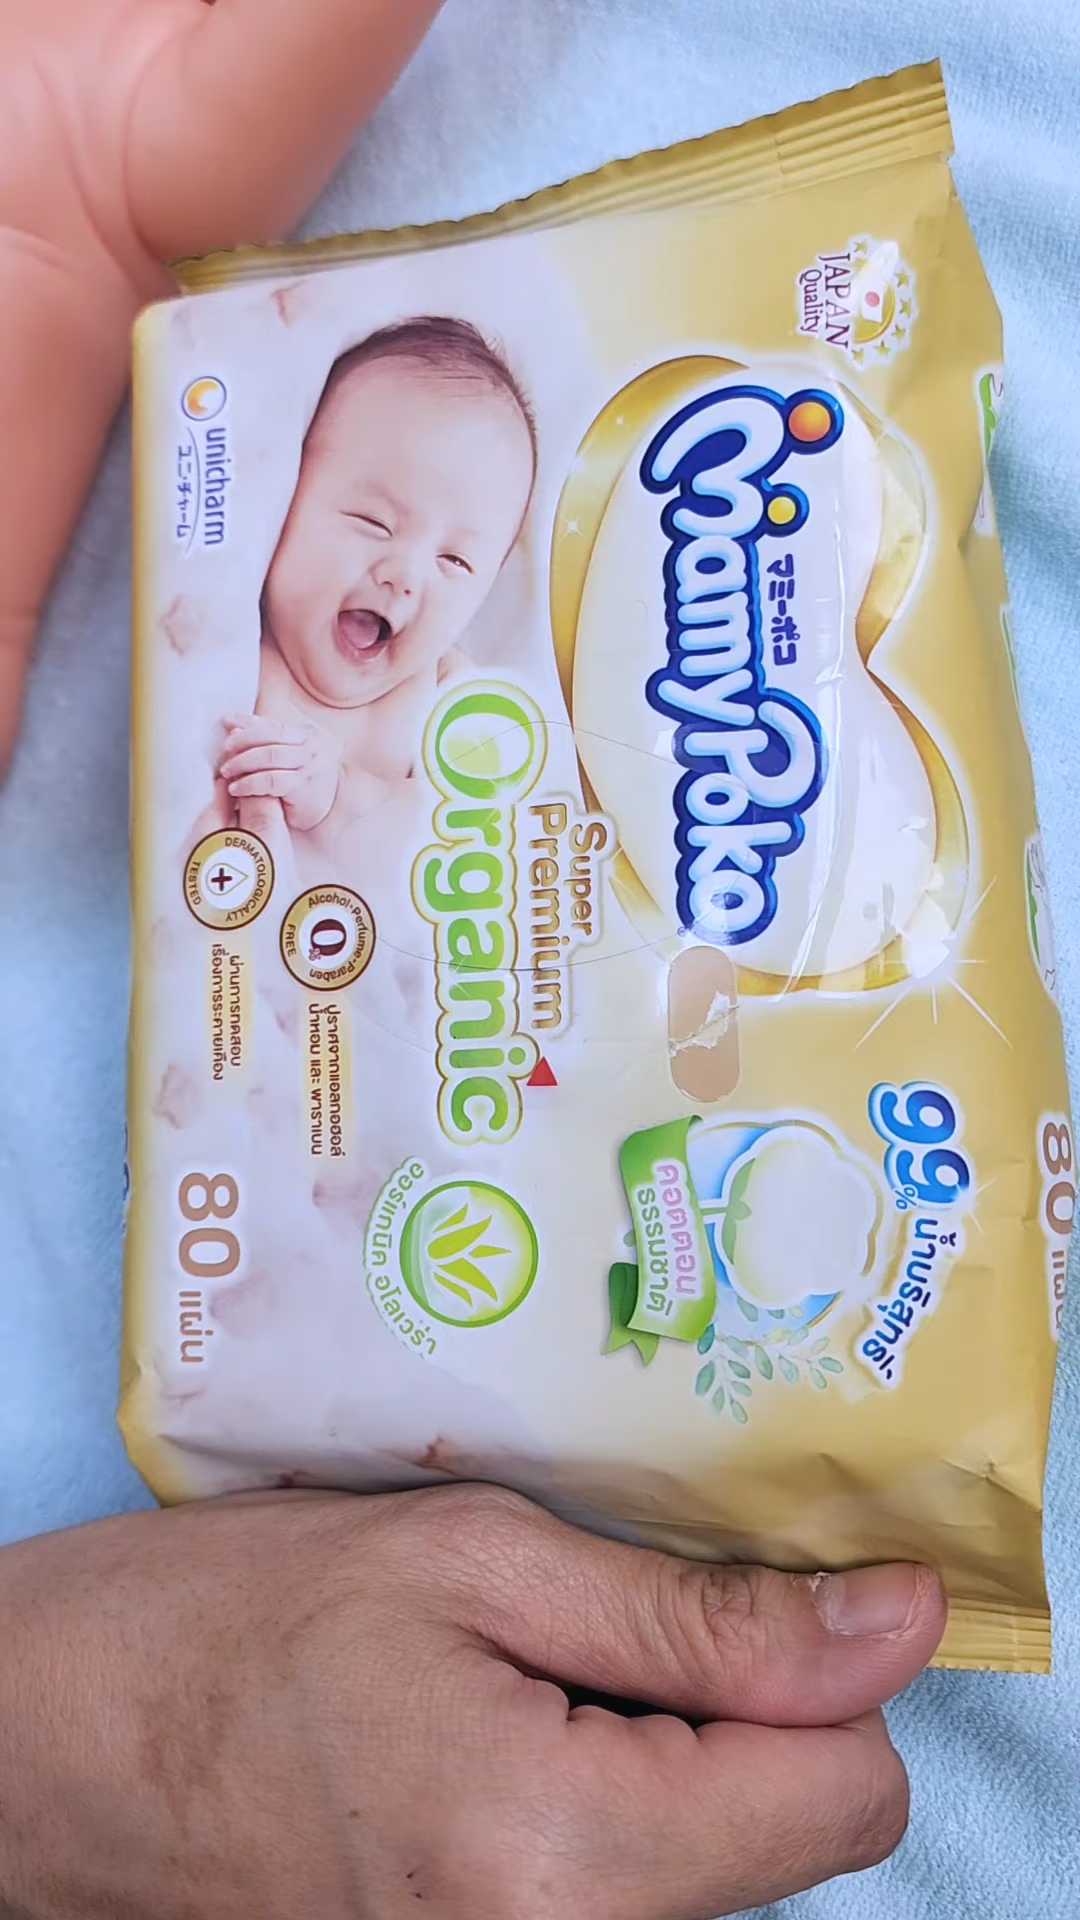 JAPAN
Quality
MamyPoko
マミーポコ
Super
Premium
Organic
99% น้ำบริสุทธิ์
คอตตอน
ธรรมชาติ
ออร์แกนิค อโลเวร่า
unicharm
ユニ・チャーム
Alcohol•Perfume•Paraben
0%
FREE
ปราศจากแอลกอฮอล์
น้ำหอม และ พาราเบน
DERMATOLOGICALLY
TESTED
ผ่านการทดสอบ
เรื่องการระคายเคือง
80 แผ่น
80 แผ่น